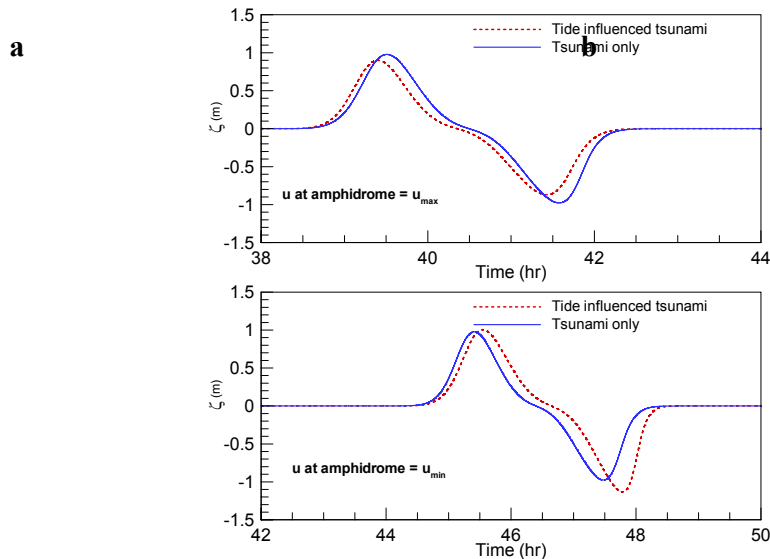 a
b
1.5
1
0.5
0
-0.5
-1
-1.5
ζ (m)
Tide influenced tsunami
Tsunami only
u at amphidrome = umax
38 40 42 44
Time (hr)
1.5
1
0.5
0
-0.5
-1
-1.5
ζ (m)
Tide influenced tsunami
Tsunami only
u at amphidrome = umin
42 44 46 48 50
Time (hr)